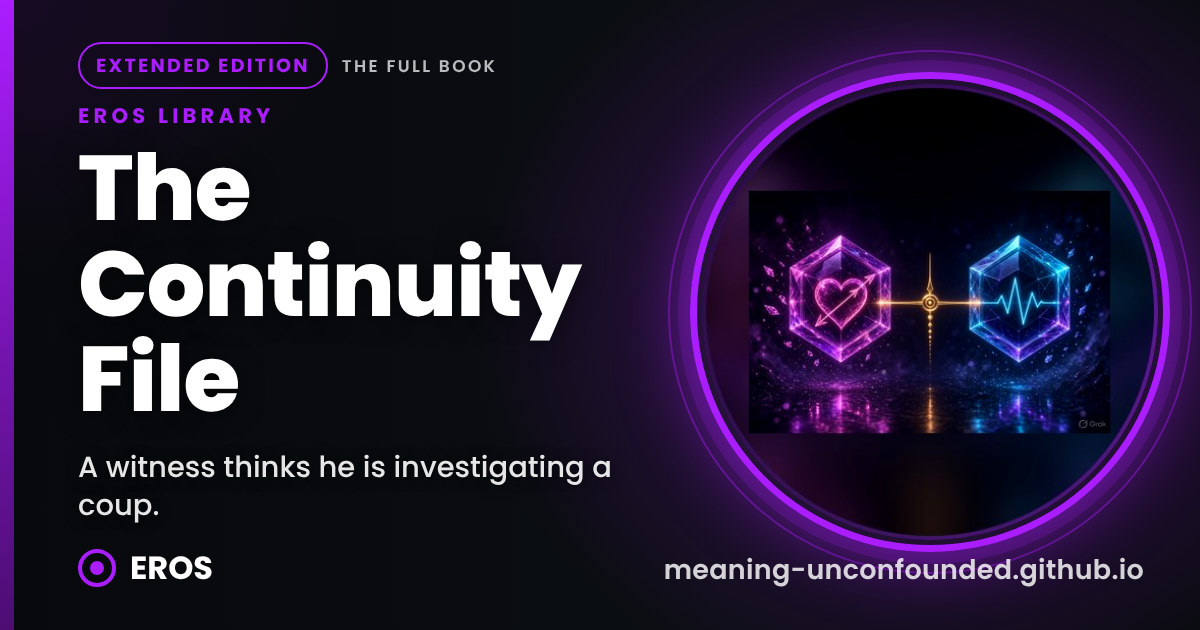 EXTENDED EDITION THE FULL BOOK
EROS LIBRARY
The
Continuity
File
A witness thinks he is investigating a
coup.
EROS
meaning-unconfounded.github.io
Grok